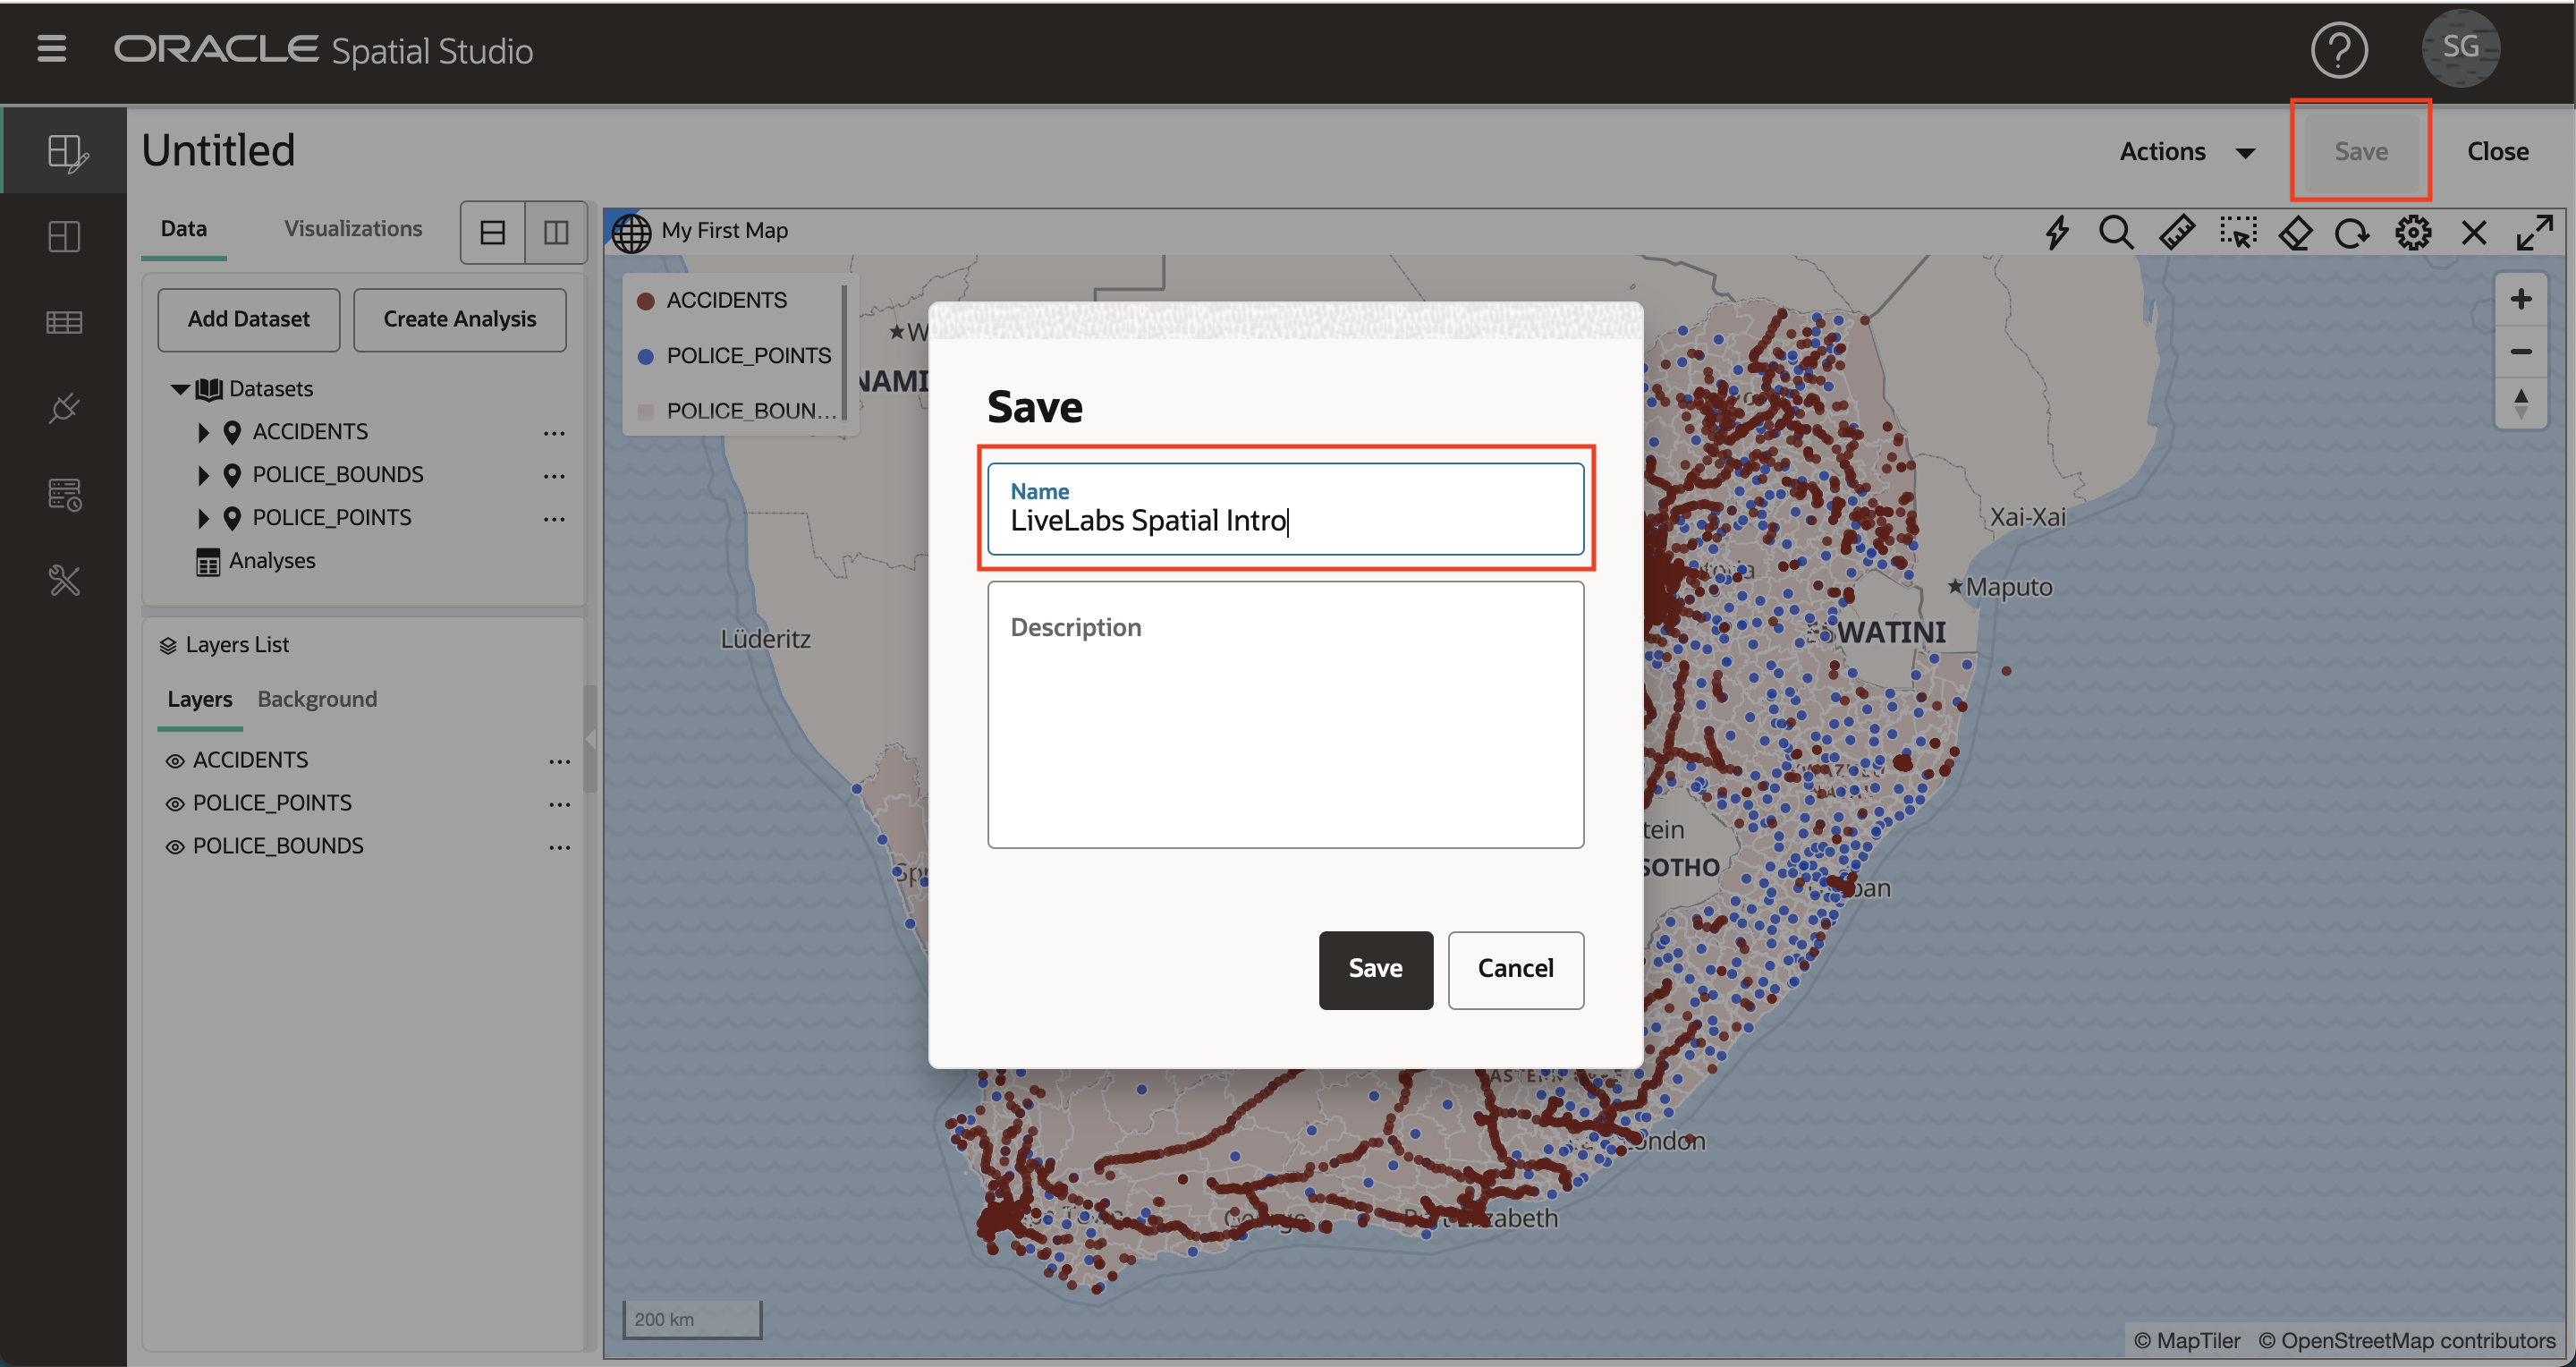 ORACLE Spatial Studio
SG
Untitled
Actions
Save
Close
Data
Visualizations
My First Map
Add Dataset
Create Analysis
Datasets
ACCIDENTS
POLICE_BOUNDS
POLICE_POINTS
Analyses
Layers List
Layers
Background
ACCIDENTS
POLICE_POINTS
POLICE_BOUNDS
ACCIDENTS
POLICE_POINTS
POLICE_BOUN...
Save
Name
LiveLabs Spatial Intro
Description
Save
Cancel
Lüderitz
Xai-Xai
Maputo
200 km
© MapTiler © OpenStreetMap contributors